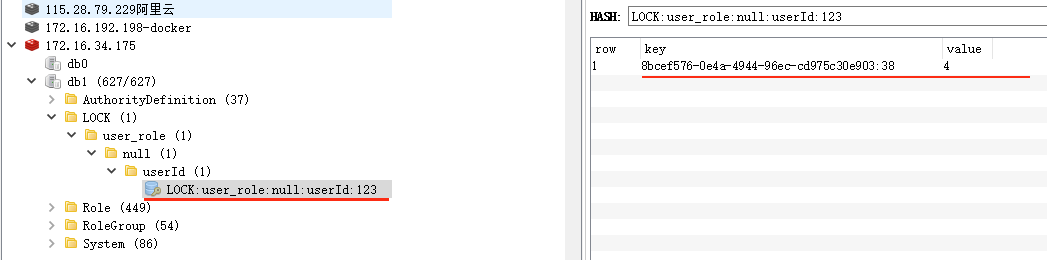 115.28.79.229阿里云
172.16.192.198-docker
172.16.34.175
db0
db1 (627/627)
AuthorityDefinition (37)
LOCK (1)
user_role (1)
null (1)
userId (1)
LOCK:user_role:null:userId:123
Role (449)
RoleGroup (54)
System (86)
HASH: LOCK:user_role:null:userId:123
row key value
1 8bcef576-0e4a-4944-96ec-cd975c30e903:38 4